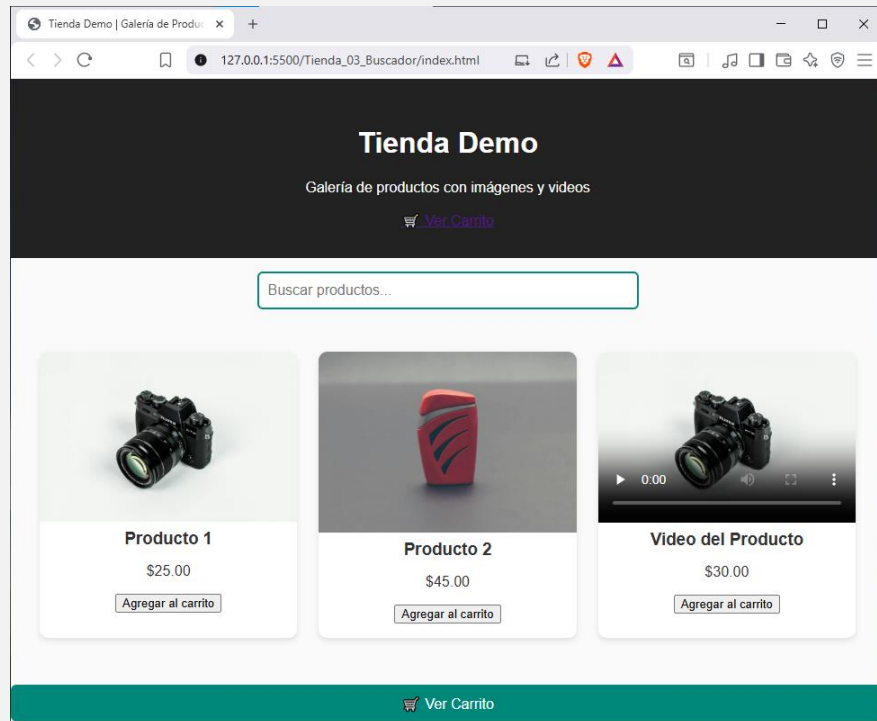 Tienda Demo | Galería de Produc
127.0.0.1:5500/Tienda_03_Buscador/index.html
Tienda Demo
Galería de productos con imágenes y videos
Ver Carrito
Buscar productos...
0:00
Producto 1
$25.00
Agregar al carrito
Producto 2
$45.00
Agregar al carrito
Video del Producto
$30.00
Agregar al carrito
Ver Carrito